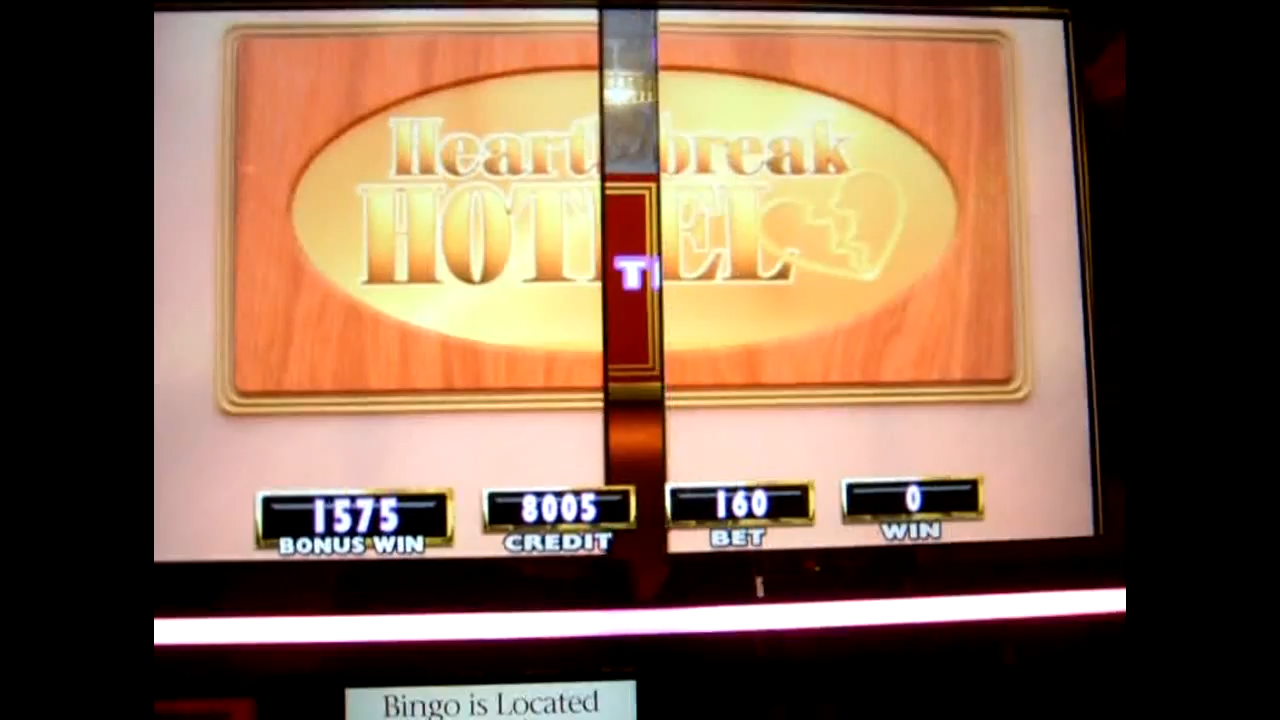 Heartbreak
HOTEL
1575 8005 160 0
BONUS WIN CREDIT BET WIN
Bingo is Located